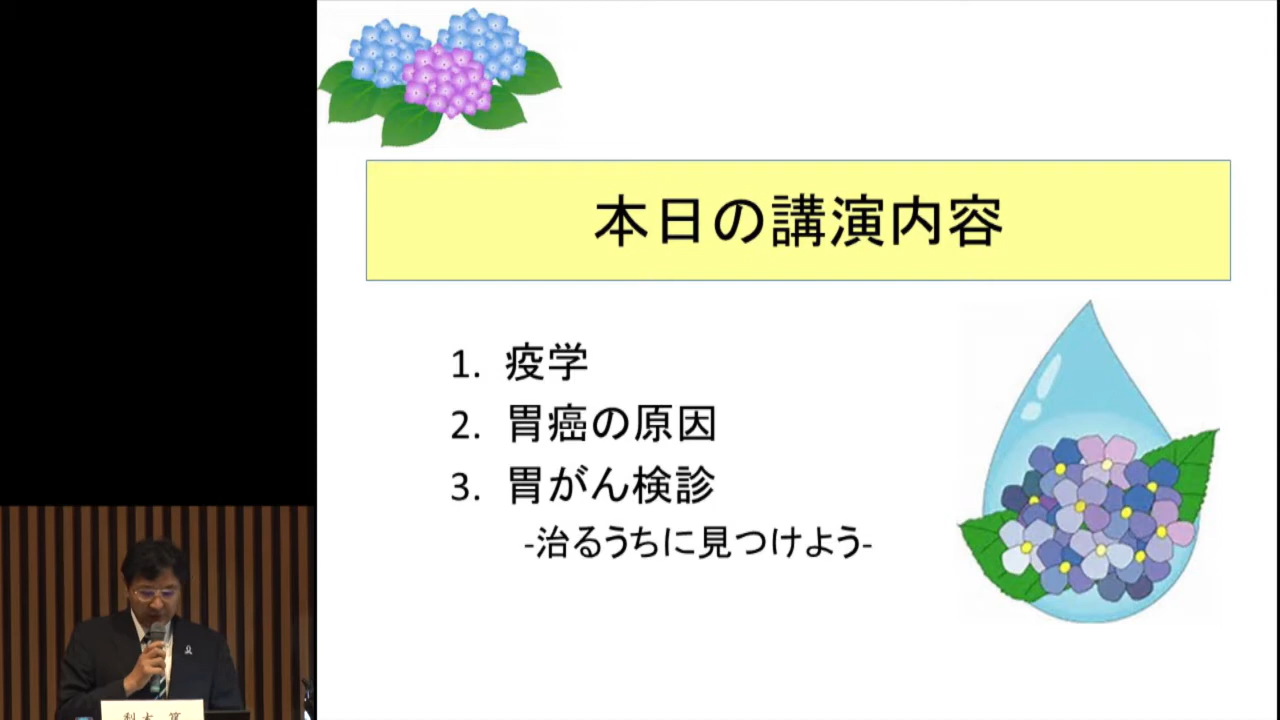 本日の講演内容
1. 疫学
2. 胃癌の原因
3. 胃がん検診
-治るうちに見つけよう-